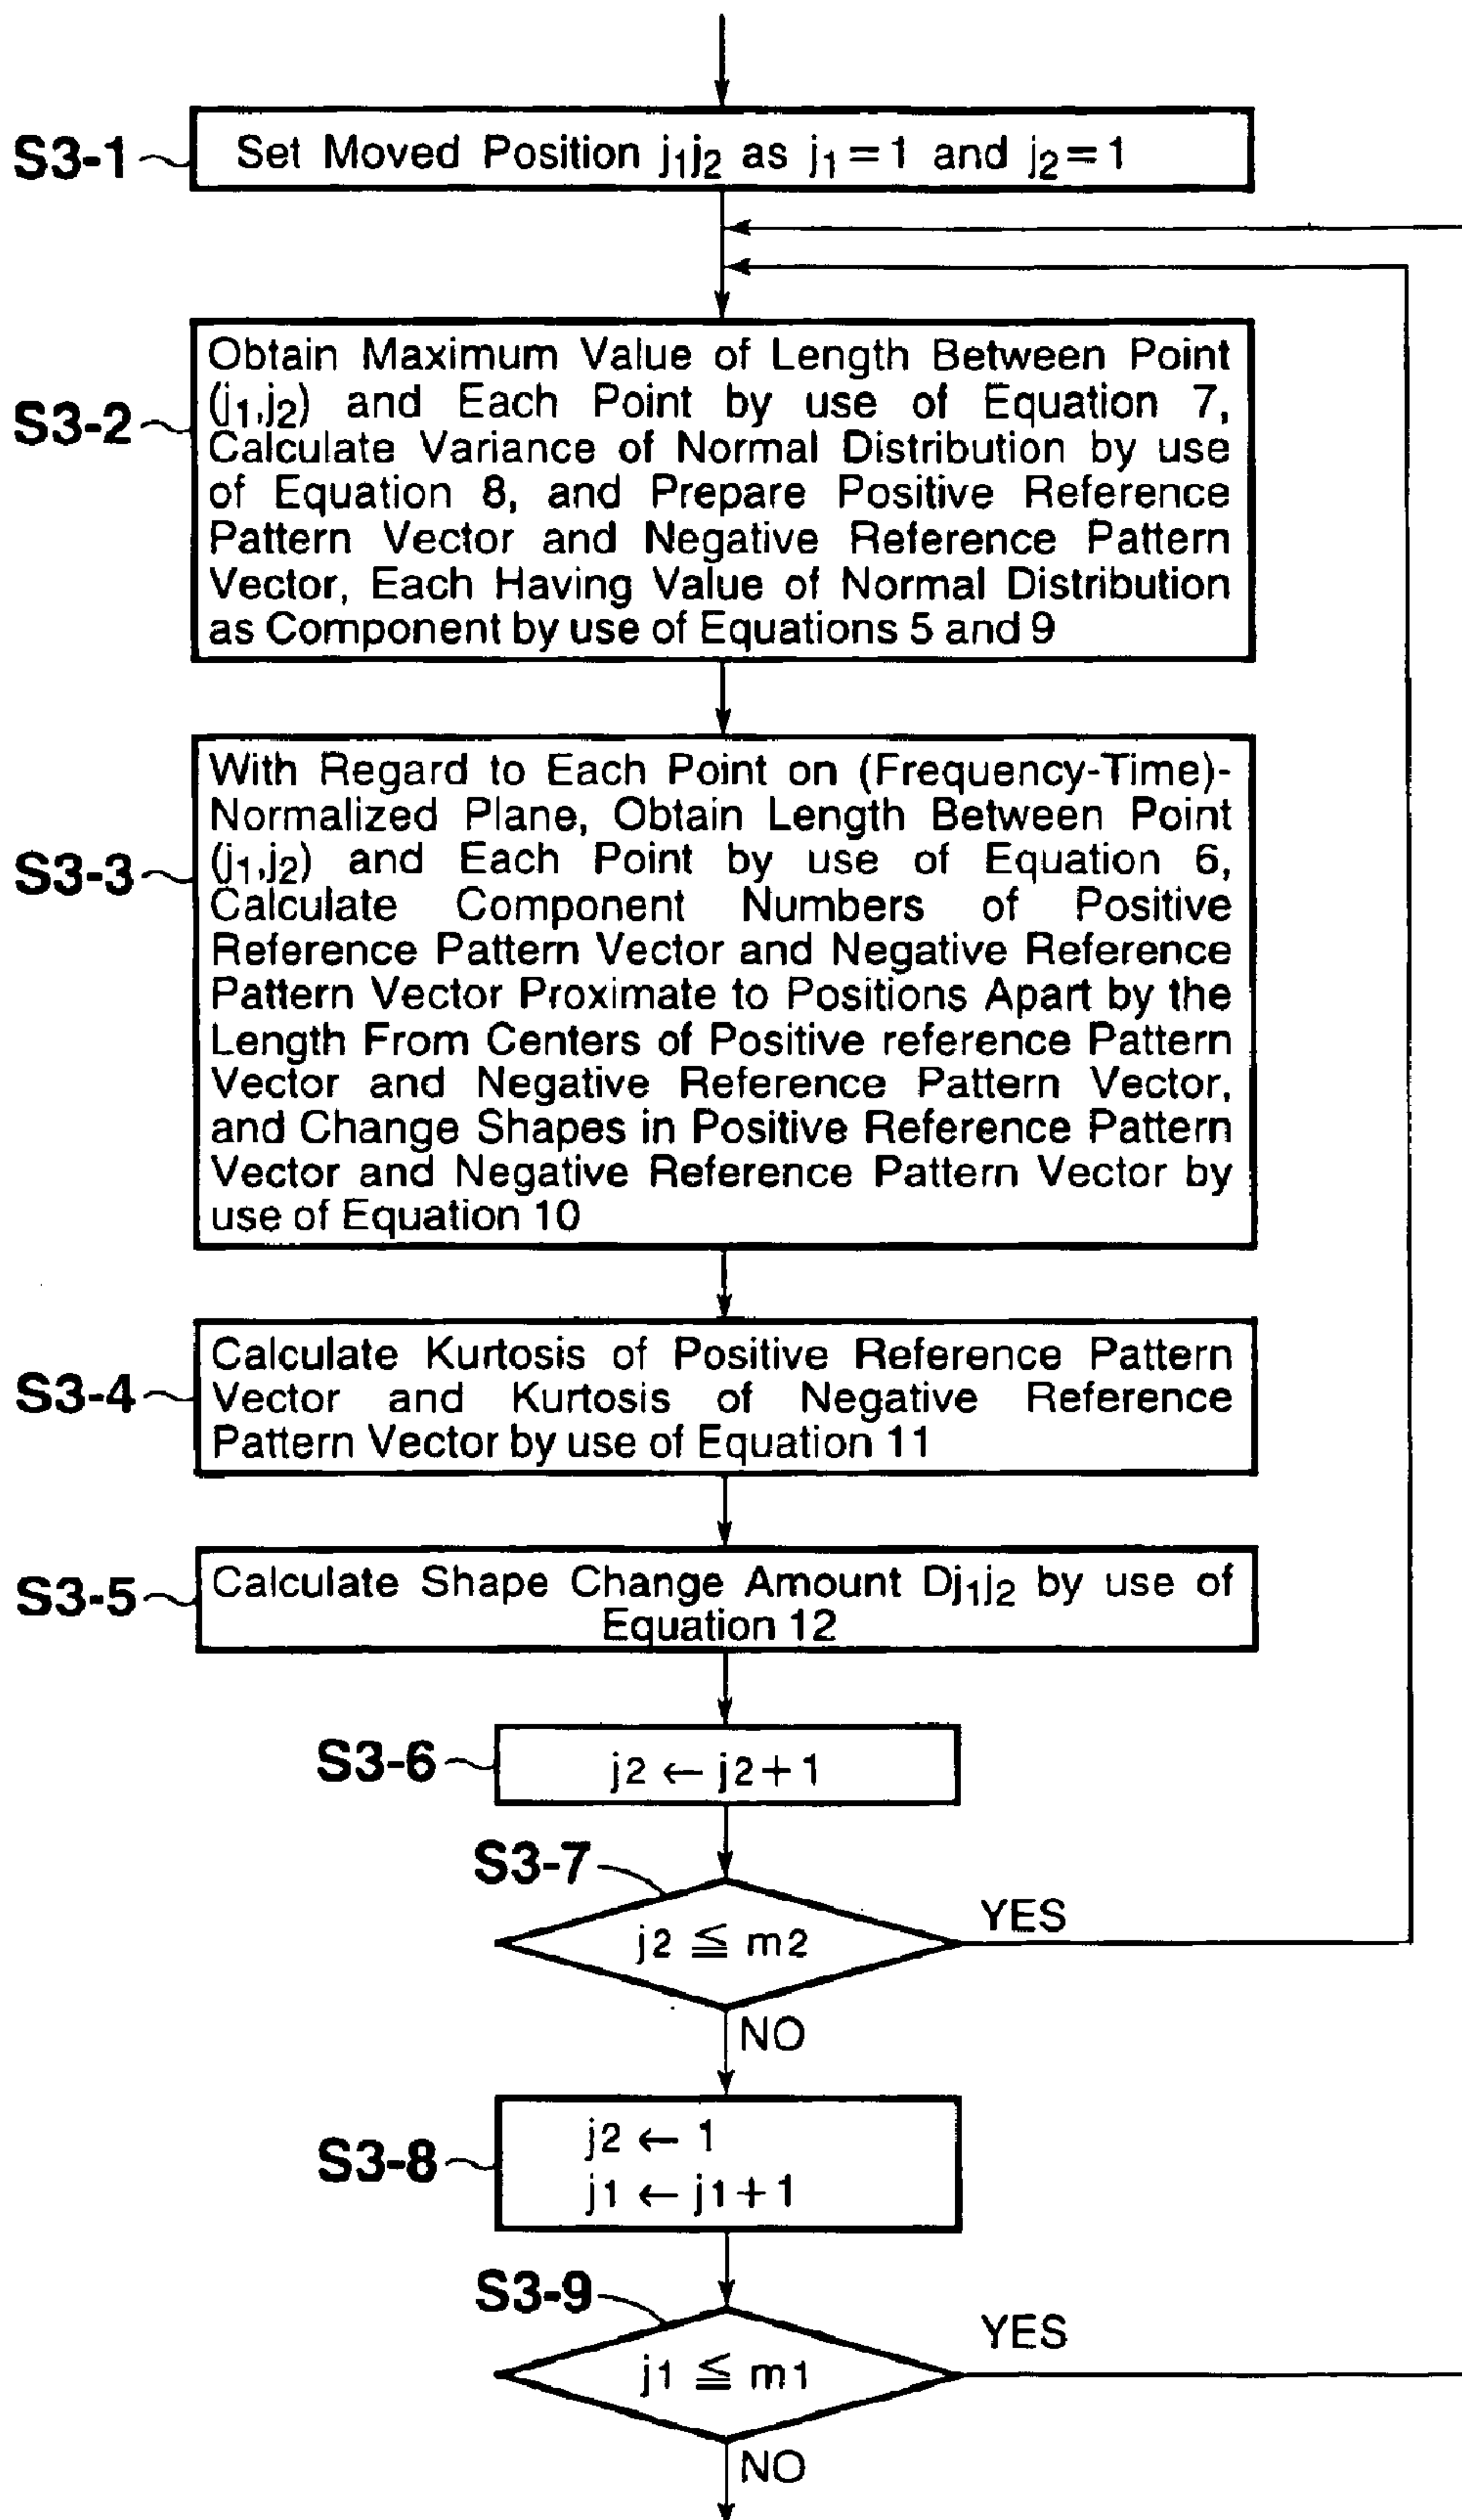 S3-1
Set Moved Position j1j2 as j1=1 and j2=1
S3-2
Obtain Maximum Value of Length Between Point
(j1,j2) and Each Point by use of Equation 7,
Calculate Variance of Normal Distribution by use
of Equation 8, and Prepare Positive Reference
Pattern Vector and Negative Reference Pattern
Vector, Each Having Value of Normal Distribution
as Component by use of Equations 5 and 9
S3-3
With Regard to Each Point on (Frequency-Time)-
Normalized Plane, Obtain Length Between Point
(j1,j2) and Each Point by use of Equation 6,
Calculate Component Numbers of Positive
Reference Pattern Vector and Negative Reference
Pattern Vector Proximate to Positions Apart by the
Length From Centers of Positive reference Pattern
Vector and Negative Reference Pattern Vector,
and Change Shapes in Positive Reference Pattern
Vector and Negative Reference Pattern Vector by
use of Equation 10
S3-4
Calculate Kurtosis of Positive Reference Pattern
Vector and Kurtosis of Negative Reference
Pattern Vector by use of Equation 11
S3-5
Calculate Shape Change Amount Dj1j2 by use of
Equation 12
S3-6
j2 ← j2+1
S3-7
j2 ≦ m2
YES
NO
S3-8
j2 ← 1
j1 ← j1+1
S3-9
j1 ≦ m1
YES
NO